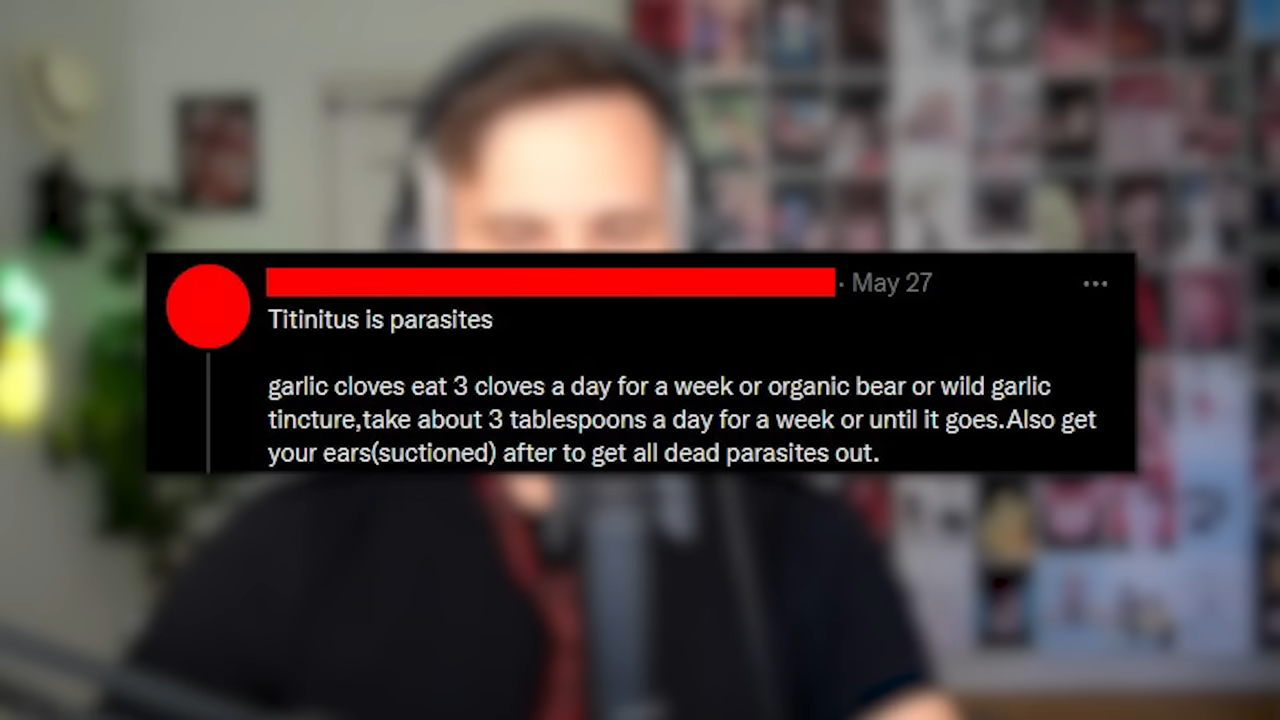 · May 27
Titinitus is parasites
garlic cloves eat 3 cloves a day for a week or organic bear or wild garlic
tincture,take about 3 tablespoons a day for a week or until it goes.Also get
your ears(suctioned) after to get all dead parasites out.